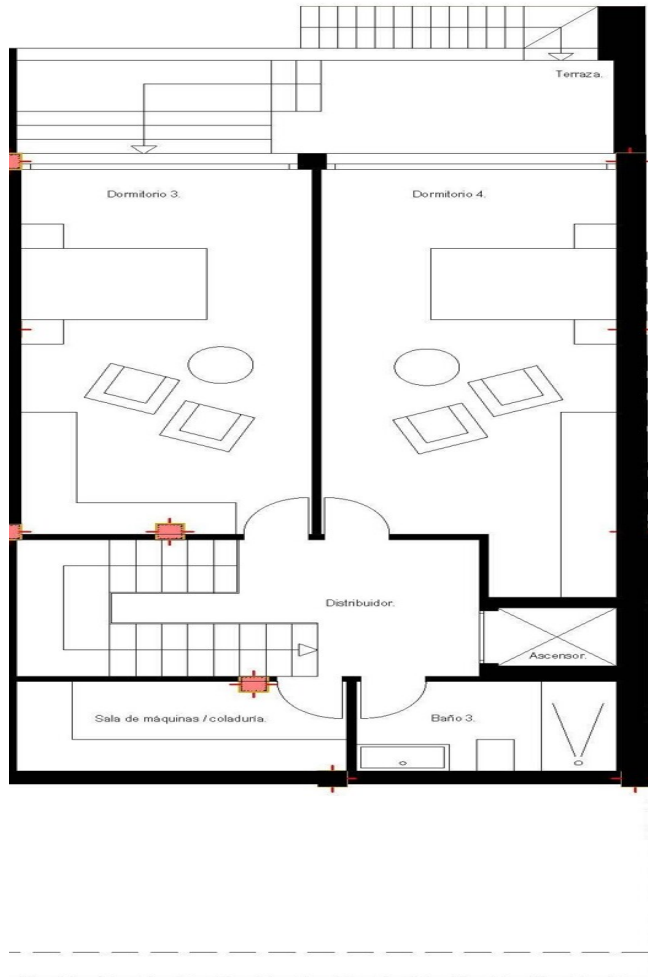 Terraza.
Dormitorio 3.
Dormitorio 4.
Distribuidor.
Ascensor.
Sala de máquinas / coladuría.
Baño 3.